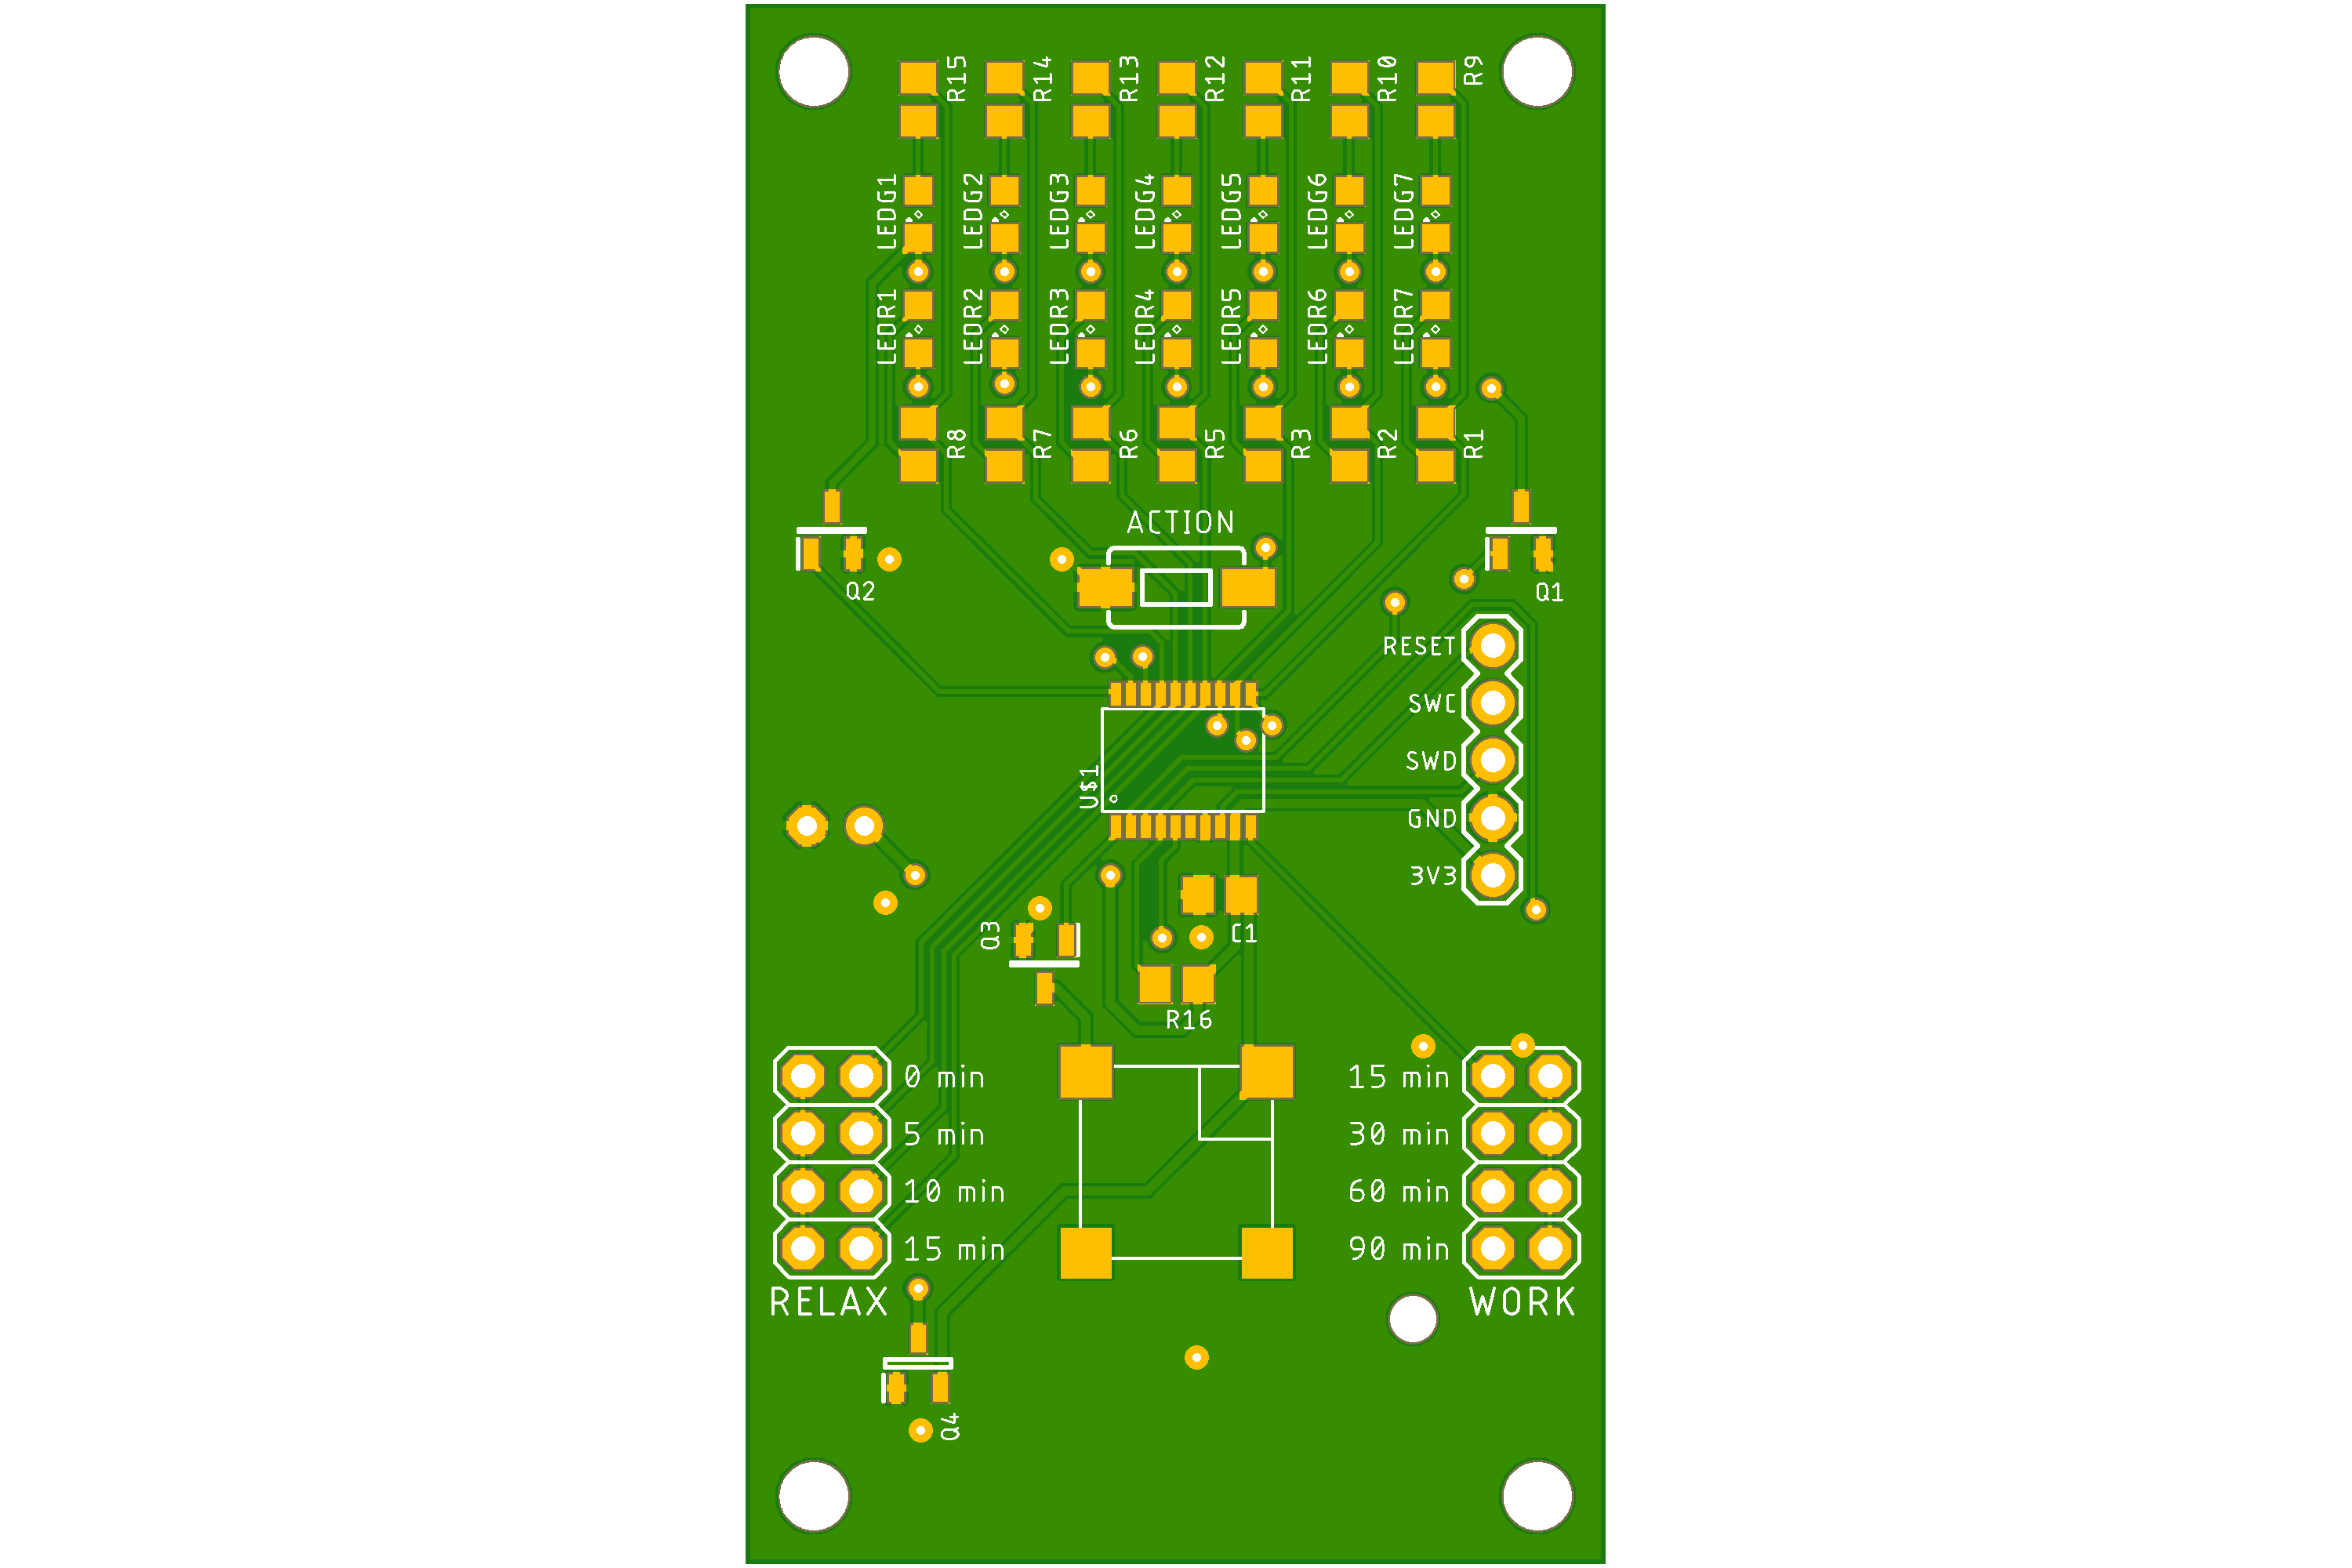 R15 R14 R13 R12 R11 R10 R9
LEDG1 LEDG2 LEDG3 LEDG4 LEDG5 LEDG6 LEDG7
LEDR1 LEDR2 LEDR3 LEDR4 LEDR5 LEDR6 LEDR7
R8 R7 R6 R5 R3 R2 R1
ACTION
Q2
Q1
RESET
SWC
SWD
U$1
GND
3V3
Q3
C1
R16
0 min
15 min
5 min
30 min
10 min
60 min
15 min
90 min
RELAX
WORK
Q4